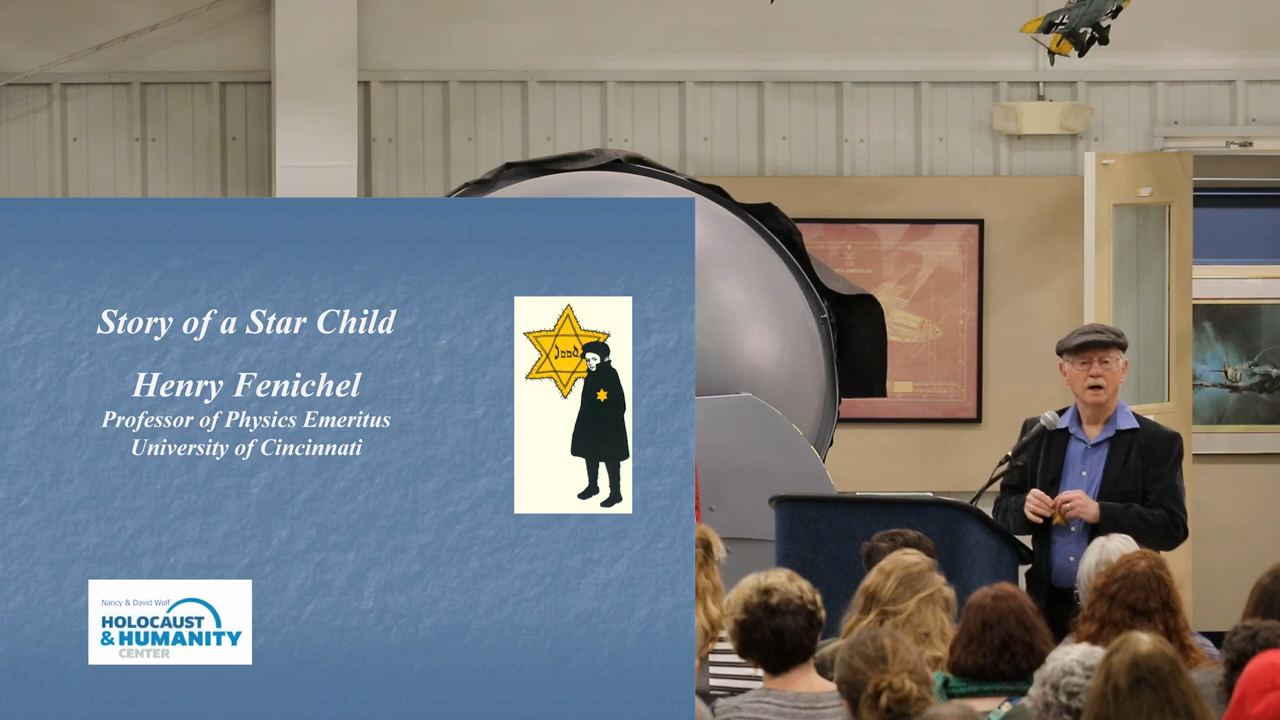 Story of a Star Child
Henry Fenichel
Professor of Physics Emeritus
University of Cincinnati
Jood
Nancy & David Wolf
HOLOCAUST
& HUMANITY
CENTER